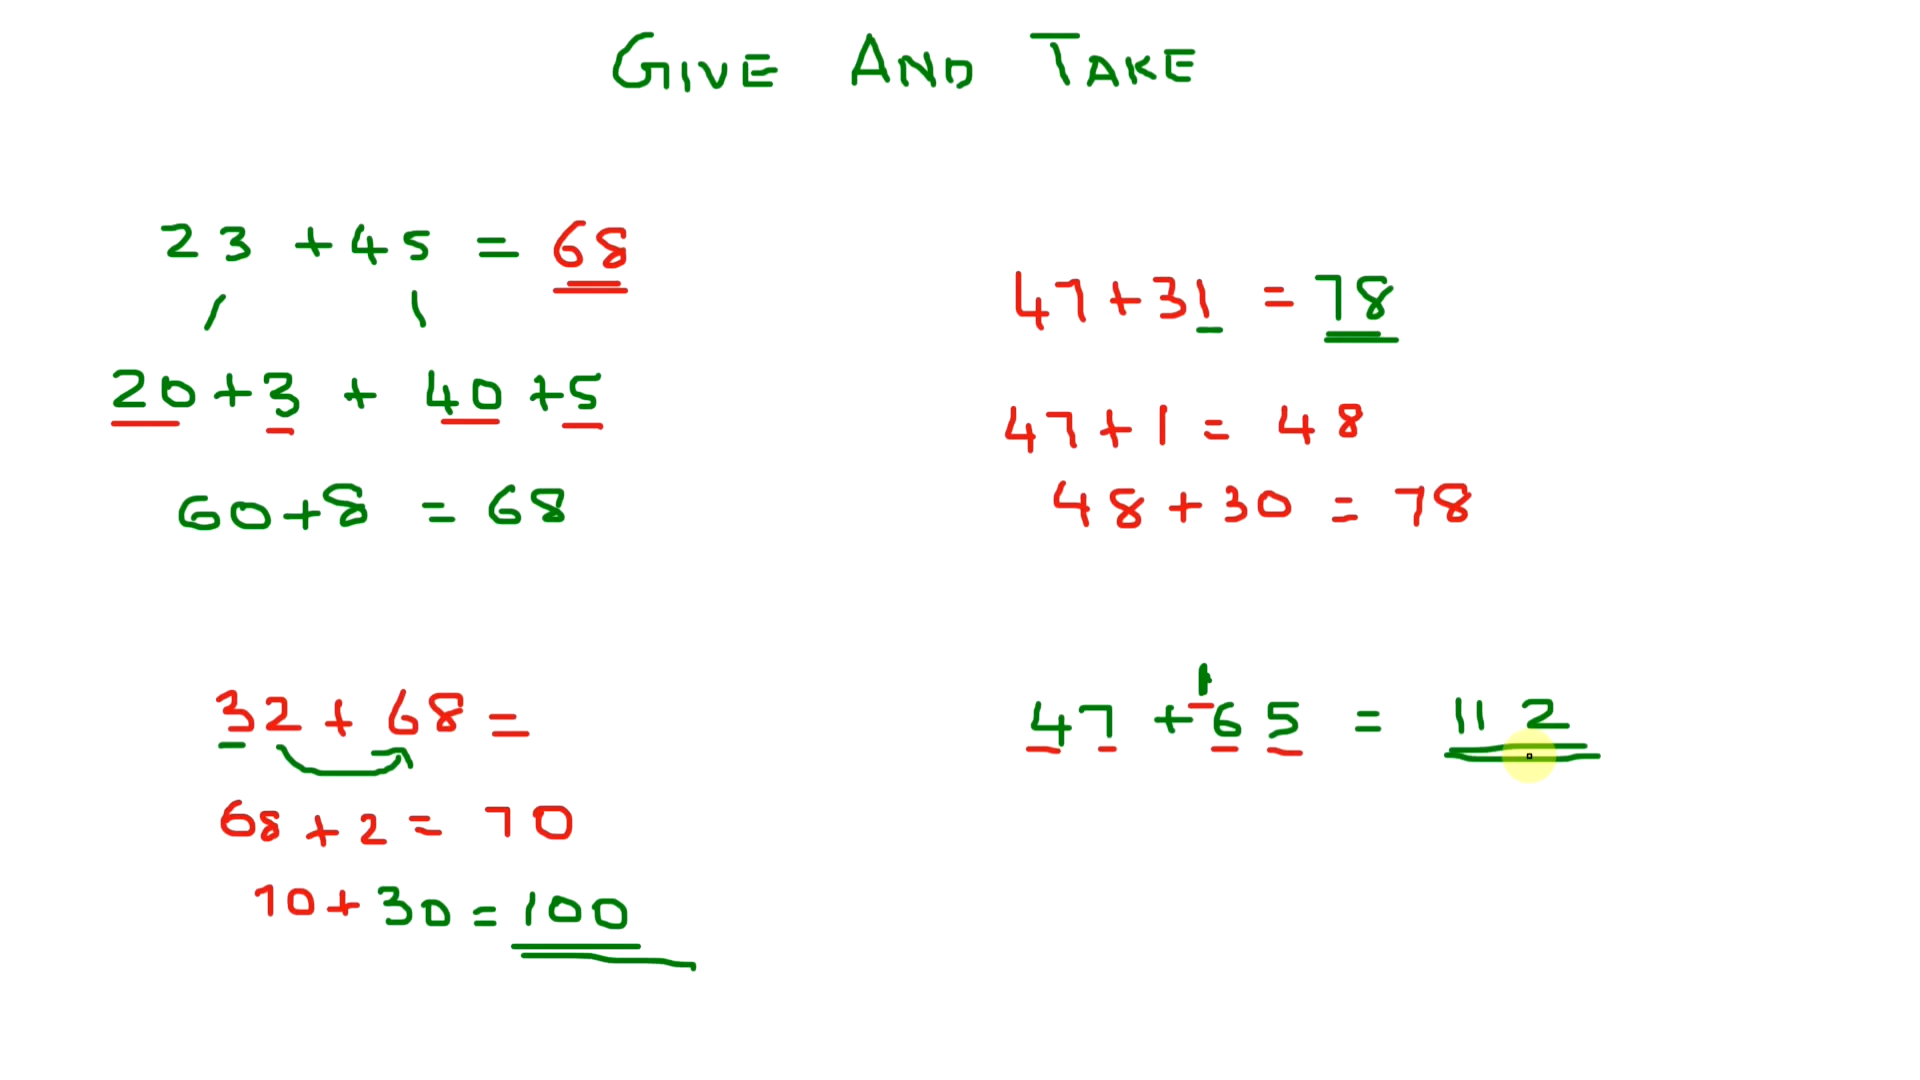 GIVE AND TAKE
23 + 45 = 68
20 + 3 + 40 + 5
60 + 8 = 68
47 + 31 = 78
47 + 1 = 48
48 + 30 = 78
32 + 68 =
68 + 2 = 70
70 + 30 = 100
1
47 + 65 = 112